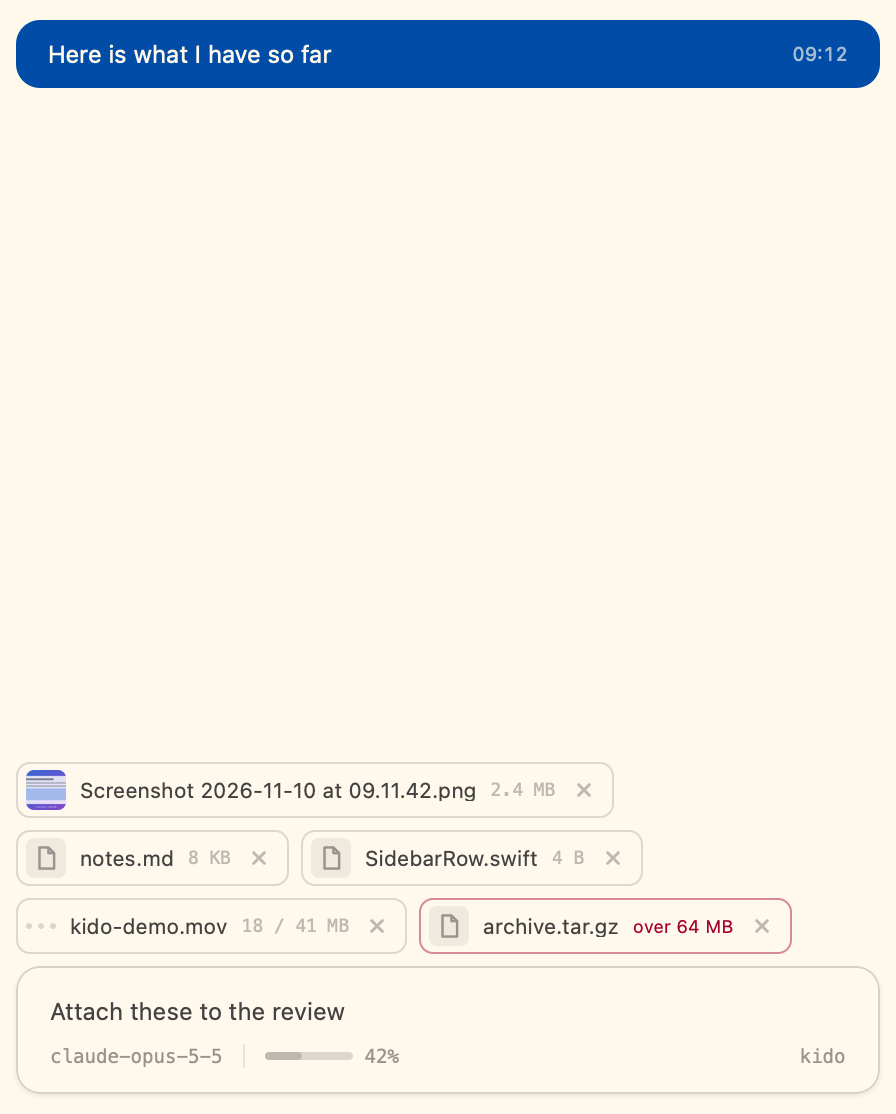 Here is what I have so far 09:12
Screenshot 2026-11-10 at 09.11.42.png 2.4 MB ×
notes.md 8 KB × SidebarRow.swift 4 B ×
kido-demo.mov 18 / 41 MB × archive.tar.gz over 64 MB ×
Attach these to the review
claude-opus-5-5 42% kido